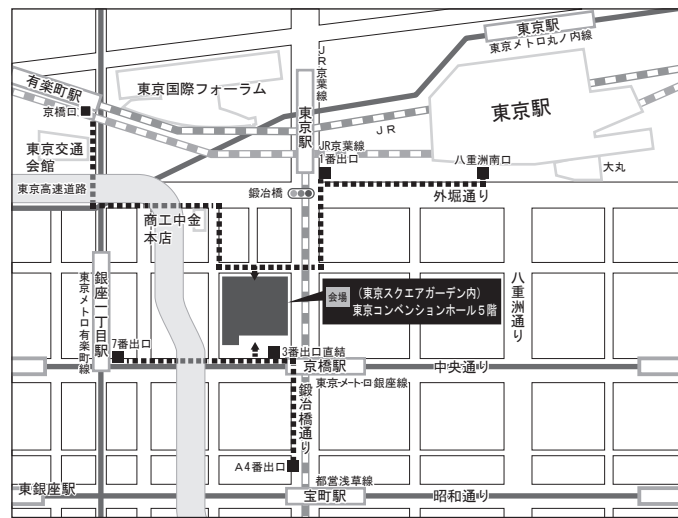 東京駅
東京メトロ丸ノ内線
JR京葉線
有楽町駅
東京国際フォーラム
京橋口
東京駅
東京駅
JR
東京交通
会館
JR京葉線
1番出口
八重洲南口
大丸
東京高速道路
鍛冶橋
外堀通り
商工中金
本店
銀座一丁目駅
東京メトロ有楽町線
会場
(東京スクエアガーデン内)
東京コンベンションホール5階
八重洲通り
7番出口
3番出口直結
京橋駅
中央通り
東京メトロ銀座線
鍛冶橋通り
A4番出口
都営浅草線
東銀座駅
宝町駅
昭和通り